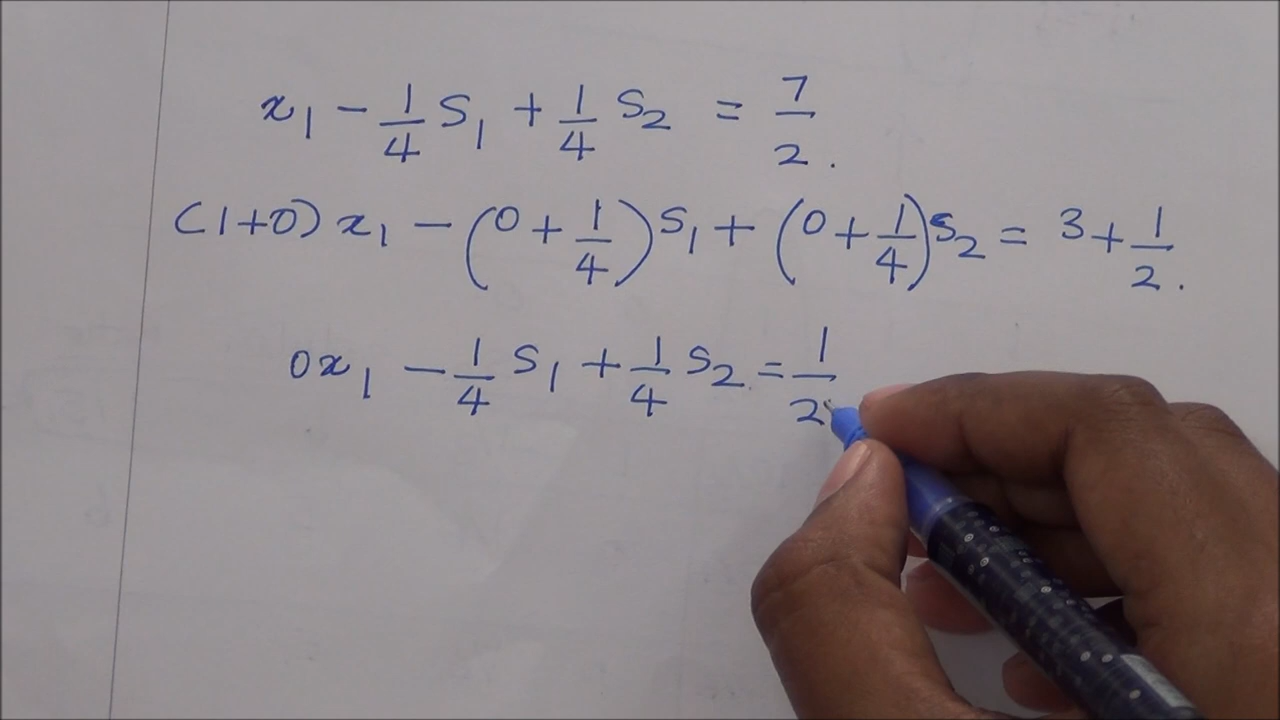 x₁ − 1/4 S₁ + 1/4 S₂ = 7/2.
(1+0) x₁ − (0 + 1/4) S₁ + (0 + 1/4) S₂ = 3 + 1/2.
0x₁ − 1/4 S₁ + 1/4 S₂ = 1/2